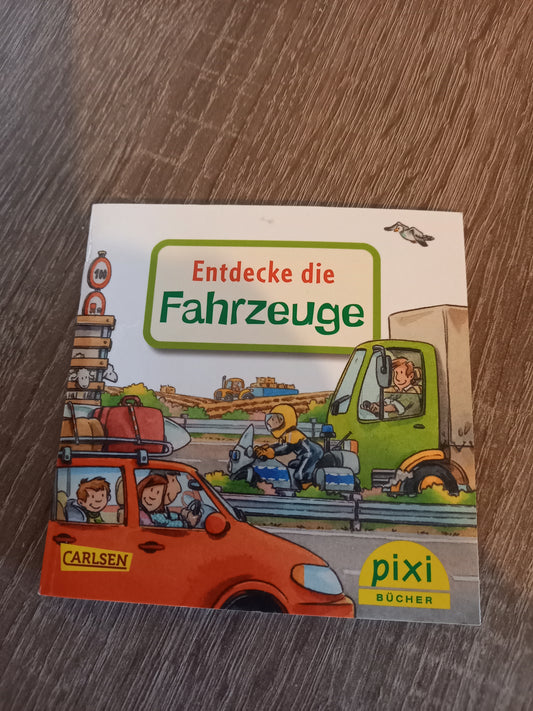 Entdecke die
Fahrzeuge
100
CARLSEN
pixi
BÜCHER